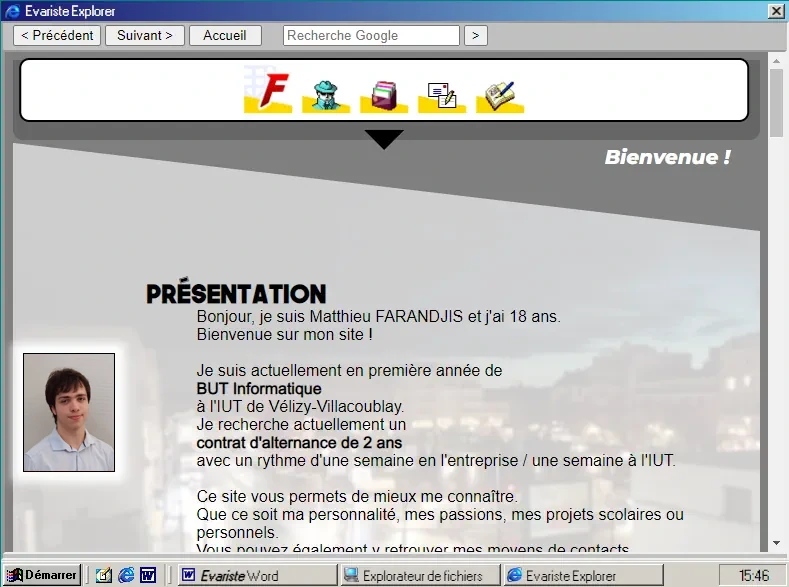 Evariste Explorer
< Précédent Suivant > Accueil Recherche Google >
F
Bienvenue !
PRÉSENTATION
Bonjour, je suis Matthieu FARANDJIS et j'ai 18 ans.
Bienvenue sur mon site !
Je suis actuellement en première année de
BUT Informatique
à l'IUT de Vélizy-Villacoublay.
Je recherche actuellement un
contrat d'alternance de 2 ans
avec un rythme d'une semaine en l'entreprise / une semaine à l'IUT.
Ce site vous permets de mieux me connaître.
Que ce soit ma personnalité, mes passions, mes projets scolaires ou
personnels.
Vous pouvez également y retrouver mes moyens de contacts
Démarrer Evariste Word Explorateur de fichiers Evariste Explorer 15:46